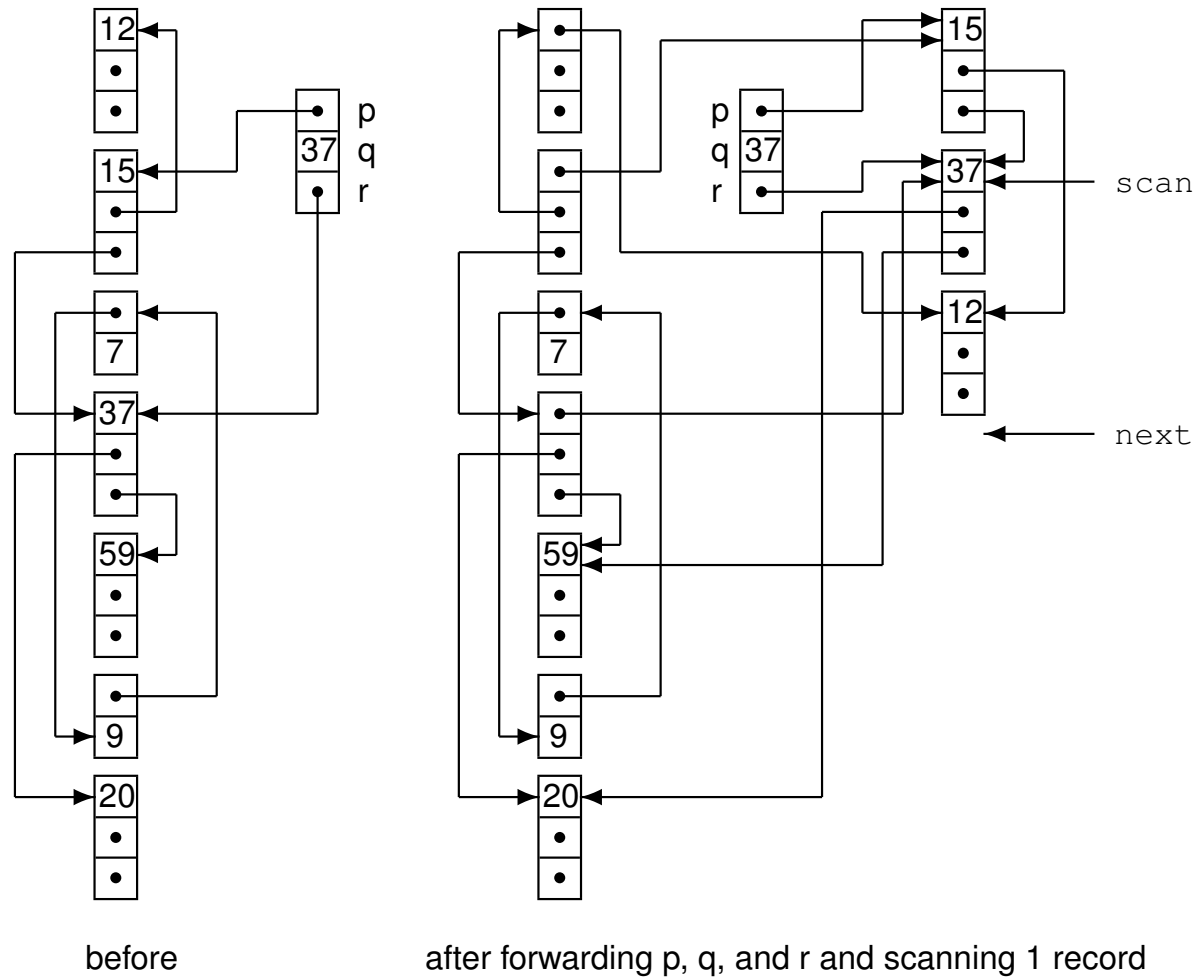 12 15
p p
37 q q 37
15 r r 37 scan
7 7 12
37 next
59 59
9 9
20 20
before after forwarding p, q, and r and scanning 1 record